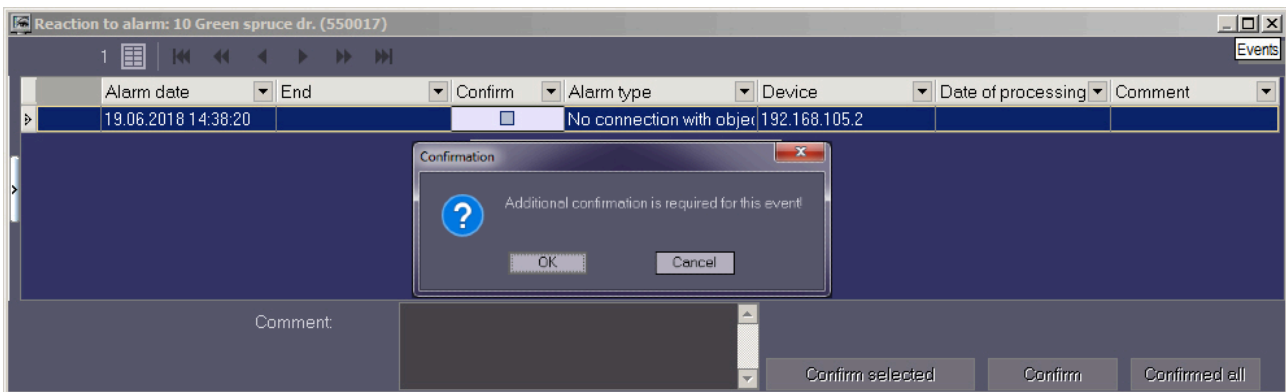 Reaction to alarm: 10 Green spruce dr. (550017)
1
Events
Alarm date End Confirm Alarm type Device Date of processing Comment
19.06.2018 14:38:20 No connection with objec 192.168.105.2
Confirmation
Additional confirmation is required for this event!
OK Cancel
Comment:
Confirm selected Confirm Confirmed all